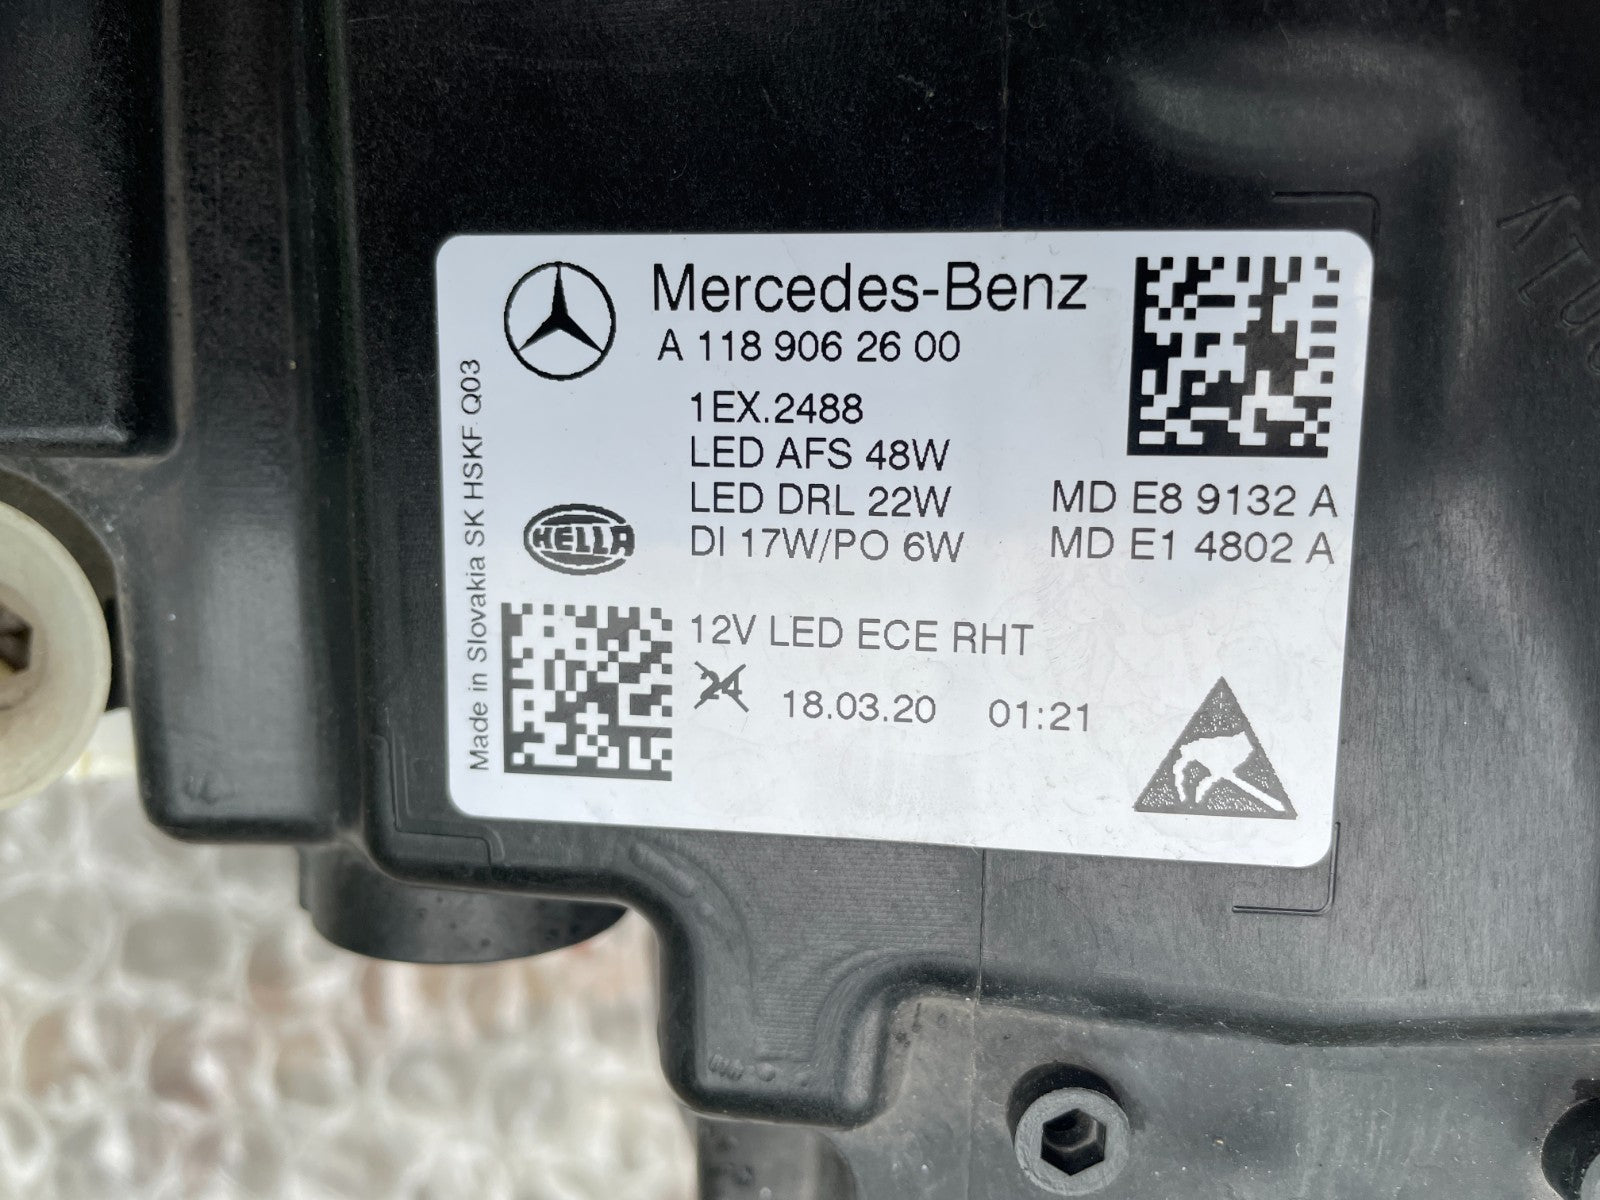 Mercedes-Benz
A 118 906 26 00
1EX.2488
LED AFS 48W
LED DRL 22W MD E8 9132 A
DI 17W/PO 6W MD E1 4802 A
HELLA
12V LED ECE RHT
24 18.03.20 01:21
Made in Slovakia SK HSKF Q03